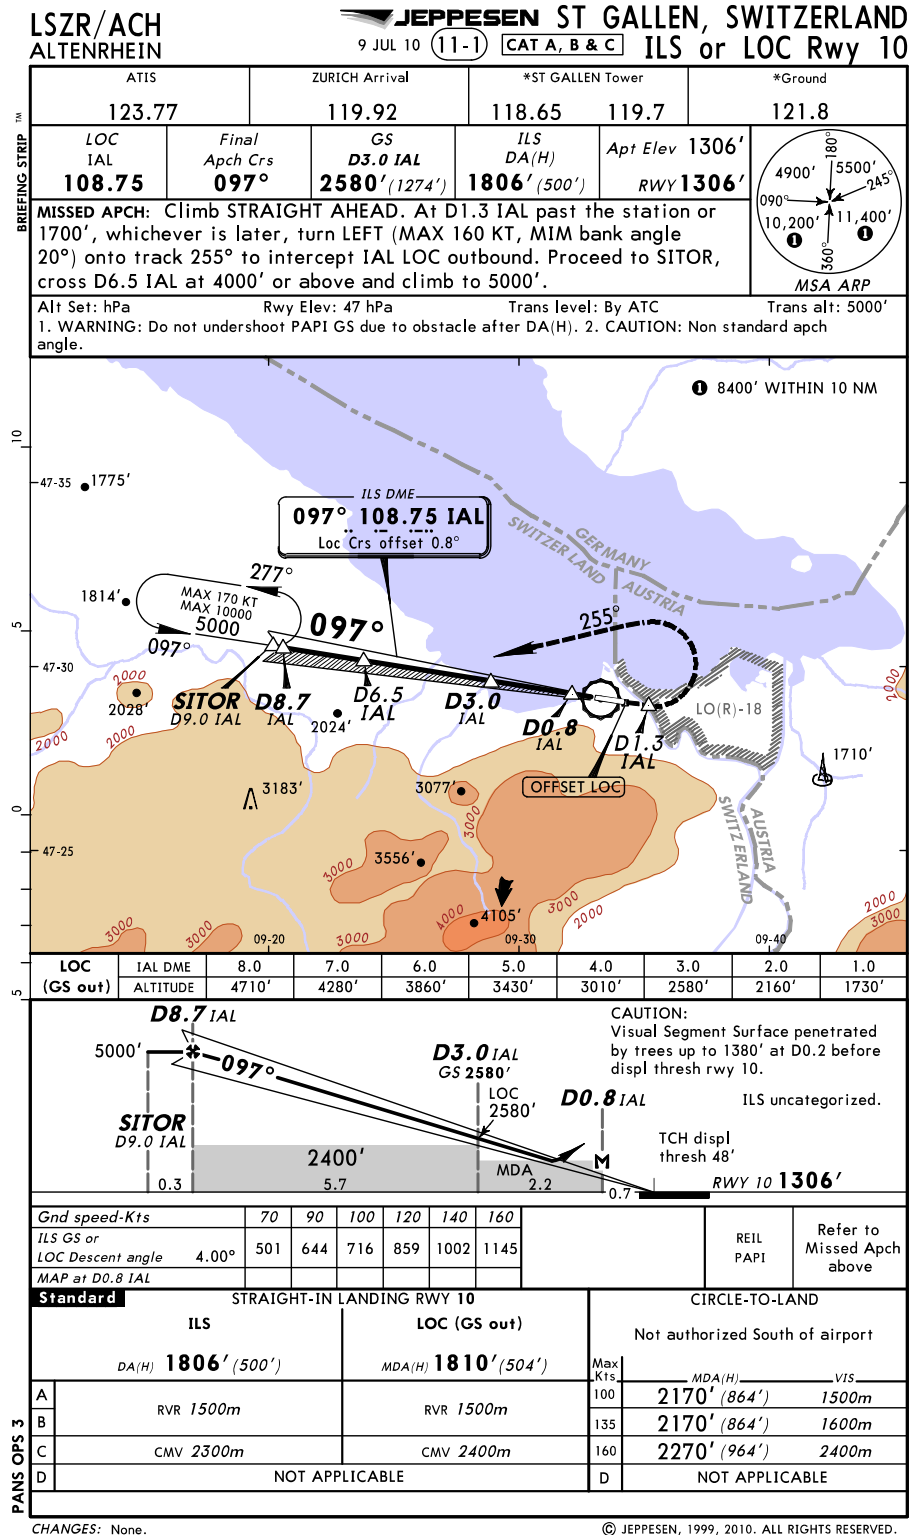 LSZR/ACH
ALTENRHEIN
JEPPESEN
9 JUL 10
11-1
CAT A, B & C
ST GALLEN, SWITZERLAND
ILS or LOC Rwy 10
BRIEFING STRIP TM
ATIS
123.77
ZURICH Arrival
119.92
*ST GALLEN Tower
118.65 119.7
*Ground
121.8
LOC
IAL
108.75
Final
Apch Crs
097°
GS
D3.0 IAL
2580' (1274')
ILS
DA(H)
1806' (500')
Apt Elev 1306'
RWY 1306'
180°
4900' 5500'
245°
090°
10,200' 11,400'
1 1
360°
MSA ARP
MISSED APCH: Climb STRAIGHT AHEAD. At D1.3 IAL past the station or
1700', whichever is later, turn LEFT (MAX 160 KT, MIM bank angle
20°) onto track 255° to intercept IAL LOC outbound. Proceed to SITOR,
cross D6.5 IAL at 4000' or above and climb to 5000'.
Alt Set: hPa Rwy Elev: 47 hPa Trans level: By ATC Trans alt: 5000'
1. WARNING: Do not undershoot PAPI GS due to obstacle after DA(H). 2. CAUTION: Non standard apch
angle.
1 8400' WITHIN 10 NM
10
47-35
1775'
ILS DME
097° 108.75 IAL
Loc Crs offset 0.8°
GERMANY
SWITZERLAND
AUSTRIA
277°
MAX 170 KT
MAX 10000
5000
1814'
097°
097°
255°
5
47-30
SITOR
D9.0 IAL
D8.7
IAL
D6.5
IAL
D3.0
IAL
D0.8
IAL
D1.3
IAL
LO(R)-18
2000
2028'
2000
2000
2024'
2000
1710'
OFFSET LOC
3183'
3077'
3000
0
47-25
3556'
3000
AUSTRIA
SWITZERLAND
4105'
4000
3000
2000
3000
3000
3000
2000
3000
09-20
09-30
09-40
5
LOC
(GS out)
IAL DME 8.0 7.0 6.0 5.0 4.0 3.0 2.0 1.0
ALTITUDE 4710' 4280' 3860' 3430' 3010' 2580' 2160' 1730'
D8.7 IAL
5000'
097°
SITOR
D9.0 IAL
D3.0 IAL
GS 2580'
LOC
2580'
D0.8 IAL
M
2400'
MDA
0.3 5.7 2.2 0.7
CAUTION:
Visual Segment Surface penetrated
by trees up to 1380' at D0.2 before
displ thresh rwy 10.
ILS uncategorized.
TCH displ
thresh 48'
RWY 10 1306'
Gnd speed-Kts 70 90 100 120 140 160
ILS GS or
LOC Descent angle 4.00° 501 644 716 859 1002 1145
MAP at D0.8 IAL
REIL
PAPI
Refer to
Missed Apch
above
Standard
STRAIGHT-IN LANDING RWY 10
ILS
DA(H) 1806' (500')
LOC (GS out)
MDA(H) 1810' (504')
CIRCLE-TO-LAND
Not authorized South of airport
Max
Kts MDA(H) VIS
A
B
RVR 1500m RVR 1500m
C CMV 2300m CMV 2400m
D NOT APPLICABLE
100 2170' (864') 1500m
135 2170' (864') 1600m
160 2270' (964') 2400m
D NOT APPLICABLE
PANS OPS 3
CHANGES: None.
© JEPPESEN, 1999, 2010. ALL RIGHTS RESERVED.